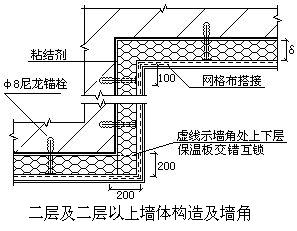 粘结剂
δ
φ8尼龙锚栓
100
网格布搭接
虚线示墙角处上下层
保温板交错互锁
200
200
二层及二层以上墙体构造及墙角